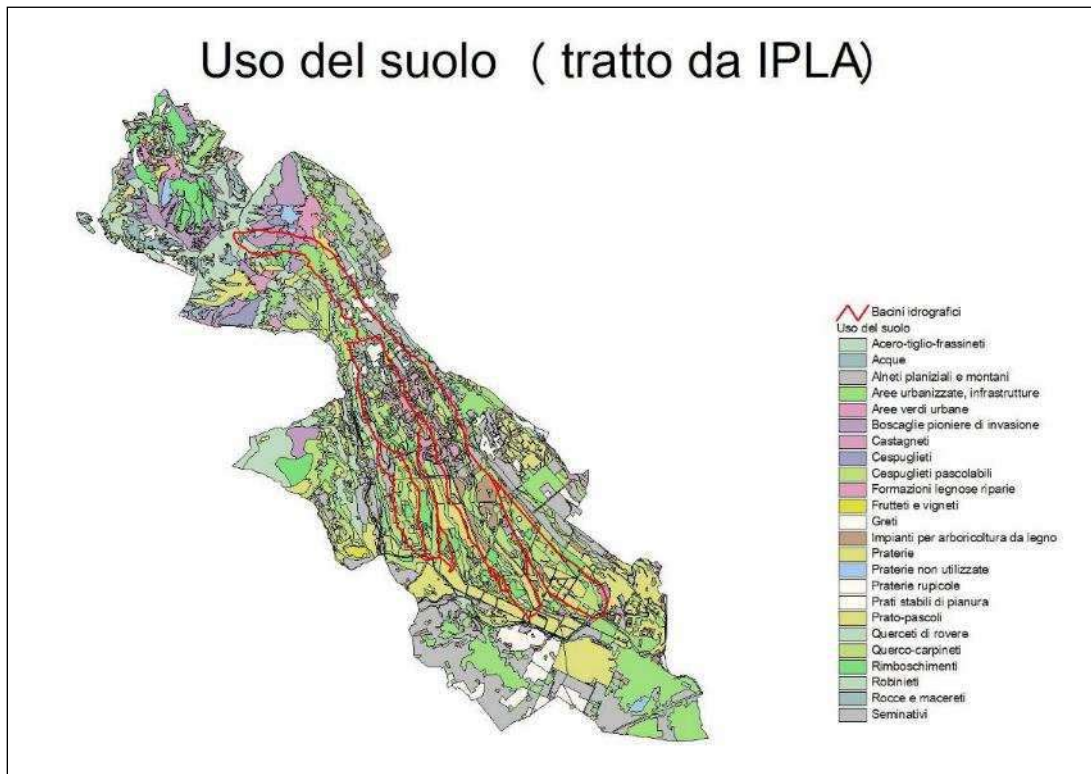 Uso del suolo ( tratto da IPLA)
Bacini idrografici
Uso del suolo
Acero-tiglio-frassineti
Acque
Alneti planiziali e montani
Aree urbanizzate, infrastrutture
Aree verdi urbane
Boscaglie pioniere di invasione
Castagneti
Cespuglieti
Cespuglieti pascolabili
Formazioni legnose riparie
Frutteti e vigneti
Greti
Impianti per arboricoltura da legno
Praterie
Praterie non utilizzate
Praterie rupicole
Prati stabili di pianura
Prato-pascoli
Querceti di rovere
Querco-carpineti
Rimboschimenti
Robinieti
Rocce e macereti
Seminativi